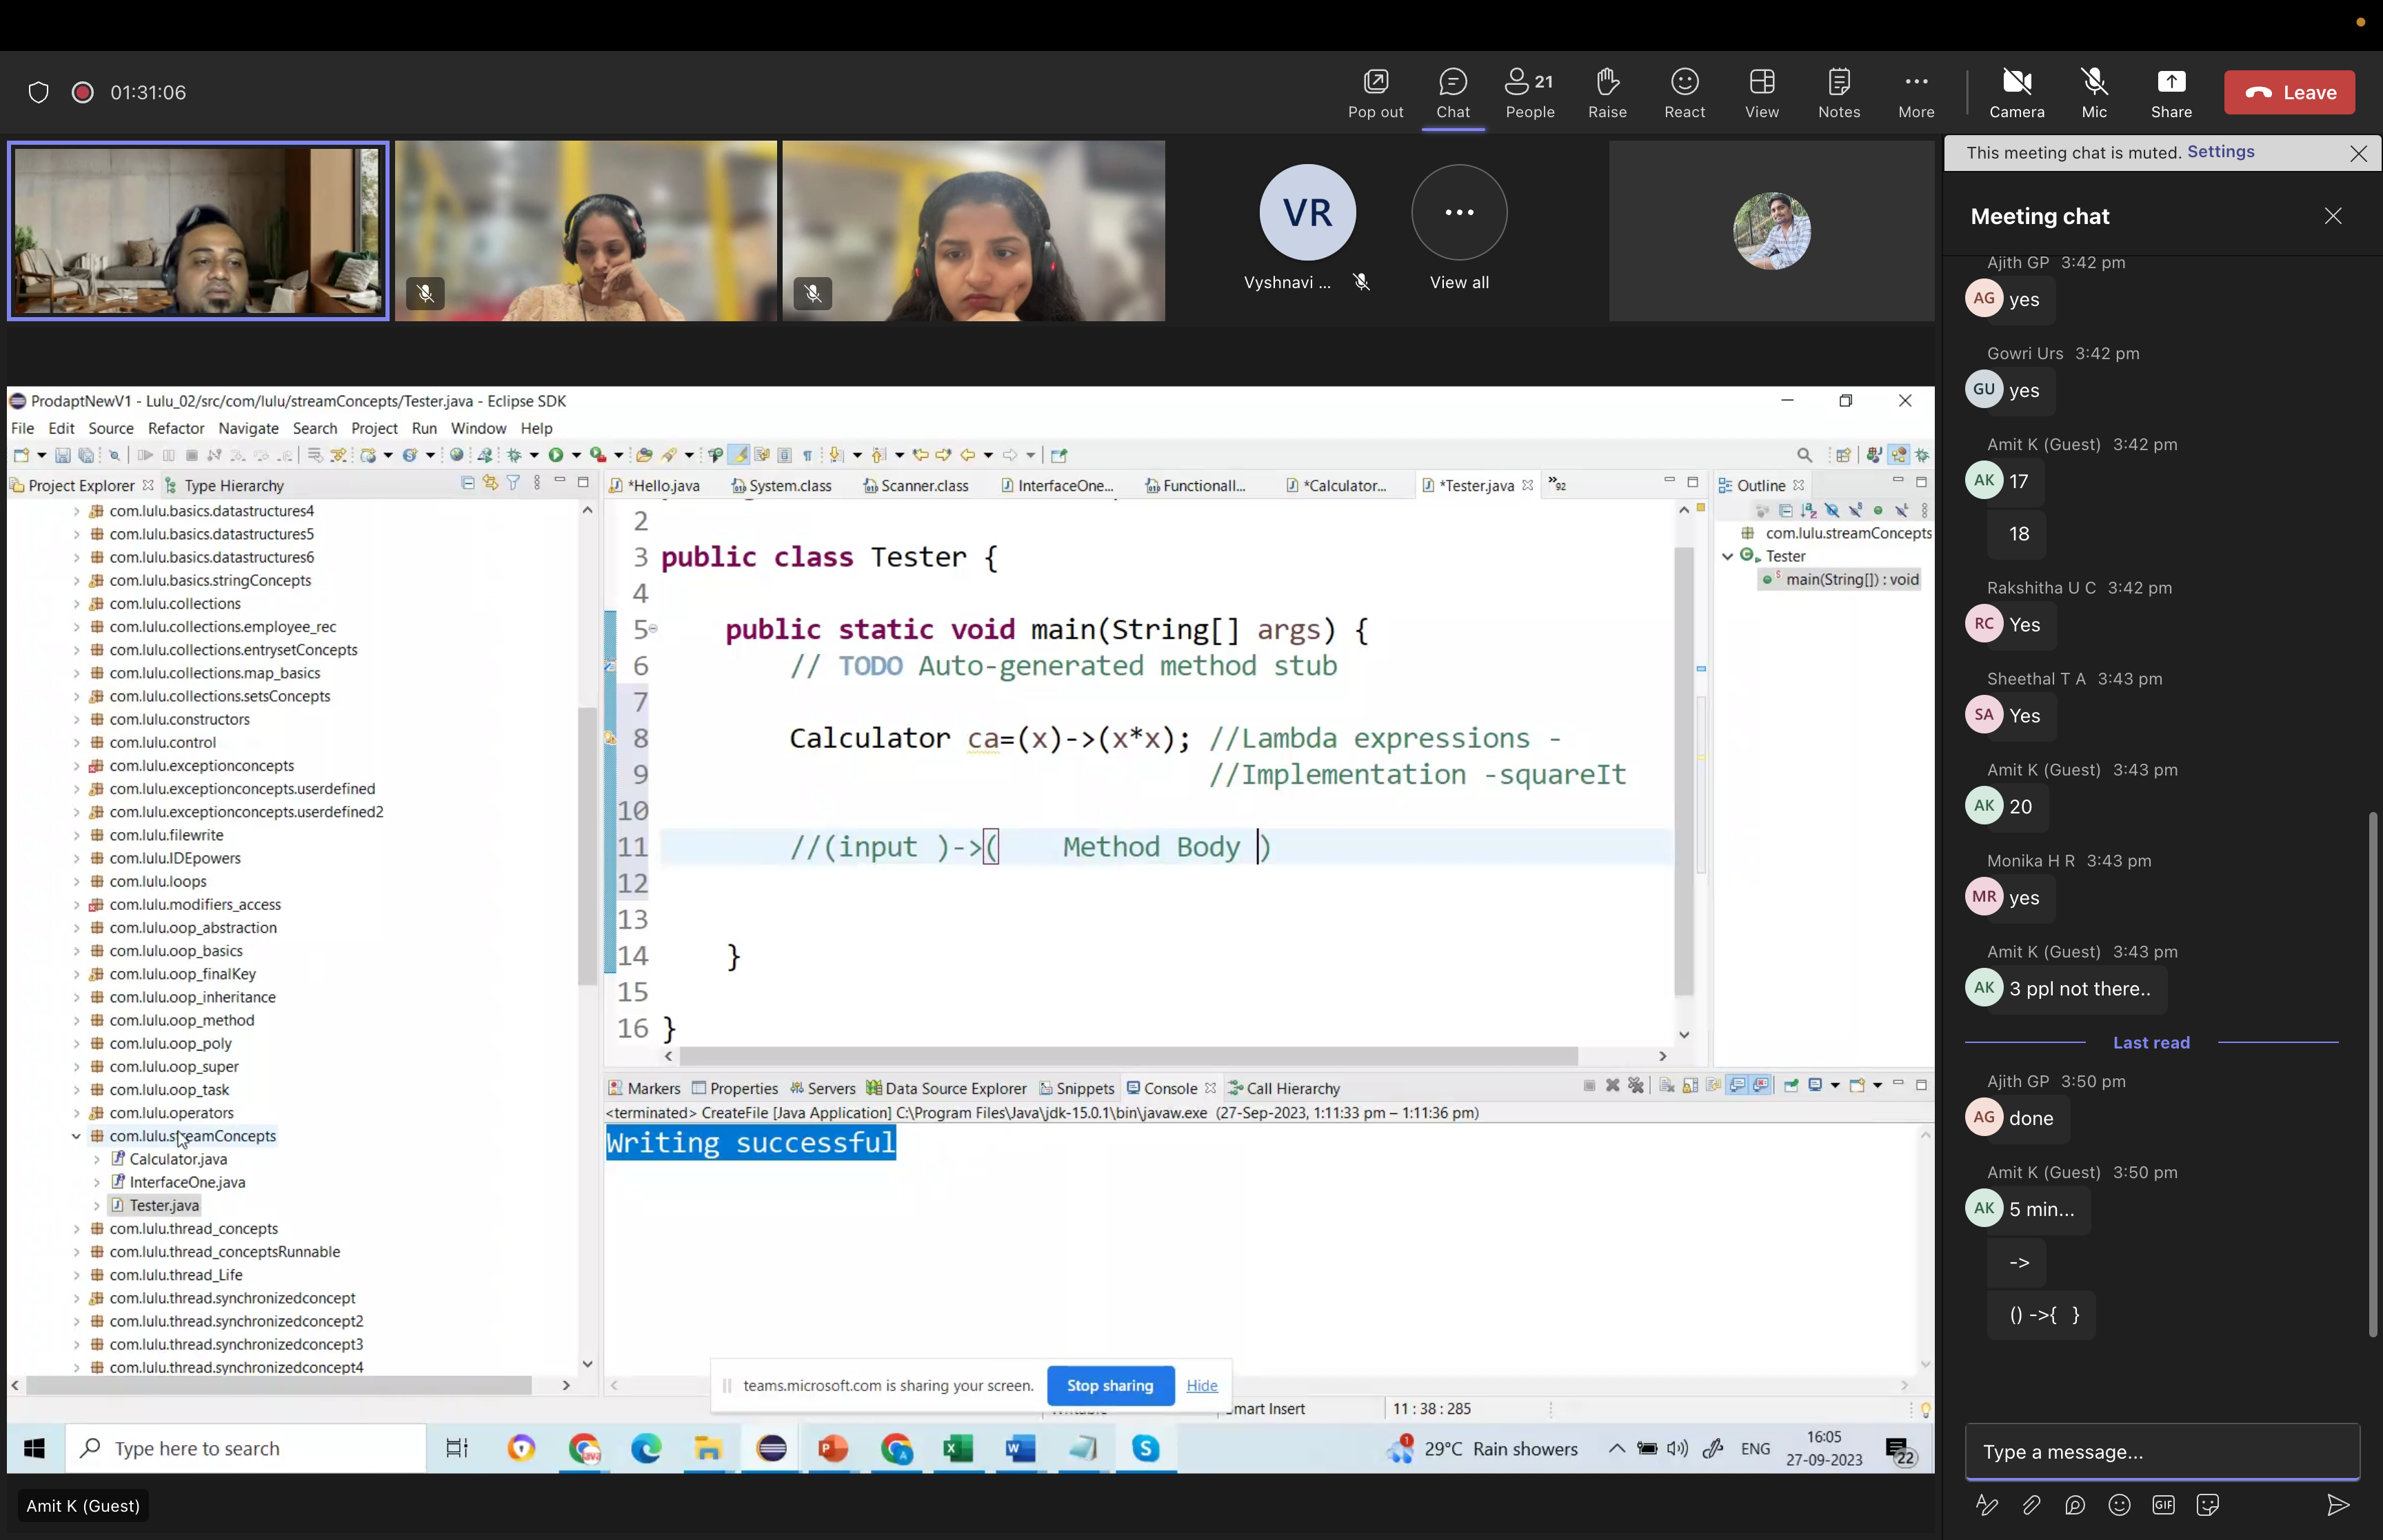 01:31:06
Pop out
Chat
21
People
Raise
React
View
Notes
More
Camera
Mic
Share
Leave
VR
Vyshnavi ...
View all
This meeting chat is muted. Settings
Meeting chat
Ajith GP 3:42 pm
AG yes
Gowri Urs 3:42 pm
GU yes
Amit K (Guest) 3:42 pm
AK 17
18
Rakshitha U C 3:42 pm
RC Yes
Sheethal T A 3:43 pm
SA Yes
Amit K (Guest) 3:43 pm
AK 20
Monika H R 3:43 pm
MR yes
Amit K (Guest) 3:43 pm
AK 3 ppl not there..
Last read
Ajith GP 3:50 pm
AG done
Amit K (Guest) 3:50 pm
AK 5 min...
->
() ->{ }
Type a message...
GIF
ProdaptNewV1 - Lulu_02/src/com/lulu/streamConcepts/Tester.java - Eclipse SDK
File Edit Source Refactor Navigate Search Project Run Window Help
Project Explorer Type Hierarchy
com.lulu.basics.datastructures4
com.lulu.basics.datastructures5
com.lulu.basics.datastructures6
com.lulu.basics.stringConcepts
com.lulu.collections
com.lulu.collections.employee_rec
com.lulu.collections.entrysetConcepts
com.lulu.collections.map_basics
com.lulu.collections.setsConcepts
com.lulu.constructors
com.lulu.control
com.lulu.exceptionconcepts
com.lulu.exceptionconcepts.userdefined
com.lulu.exceptionconcepts.userdefined2
com.lulu.filewrite
com.lulu.IDEpowers
com.lulu.loops
com.lulu.modifiers_access
com.lulu.oop_abstraction
com.lulu.oop_basics
com.lulu.oop_finalKey
com.lulu.oop_inheritance
com.lulu.oop_method
com.lulu.oop_poly
com.lulu.oop_super
com.lulu.oop_task
com.lulu.operators
com.lulu.streamConcepts
Calculator.java
InterfaceOne.java
Tester.java
com.lulu.thread_concepts
com.lulu.thread_conceptsRunnable
com.lulu.thread_Life
com.lulu.thread.synchronizedconcept
com.lulu.thread.synchronizedconcept2
com.lulu.thread.synchronizedconcept3
com.lulu.thread.synchronizedconcept4
*Hello.java System.class Scanner.class InterfaceOne... FunctionalI... *Calculator... *Tester.java »92
2
3 public class Tester {
4
5 public static void main(String[] args) {
6 // TODO Auto-generated method stub
7
8 Calculator ca=(x)->(x*x); //Lambda expressions -
9 //Implementation -squareIt
10
11 //(input )->( Method Body )
12
13
14 }
15
16 }
Outline
com.lulu.streamConcepts
Tester
main(String[]) : void
Markers Properties Servers Data Source Explorer Snippets Console Call Hierarchy
<terminated> CreateFile [Java Application] C:\Program Files\Java\jdk-15.0.1\bin\javaw.exe (27-Sep-2023, 1:11:33 pm – 1:11:36 pm)
Writing successful
teams.microsoft.com is sharing your screen. Stop sharing Hide
mart Insert
11 : 38 : 285
Type here to search
29°C Rain showers
ENG
16:05
27-09-2023
22
Amit K (Guest)